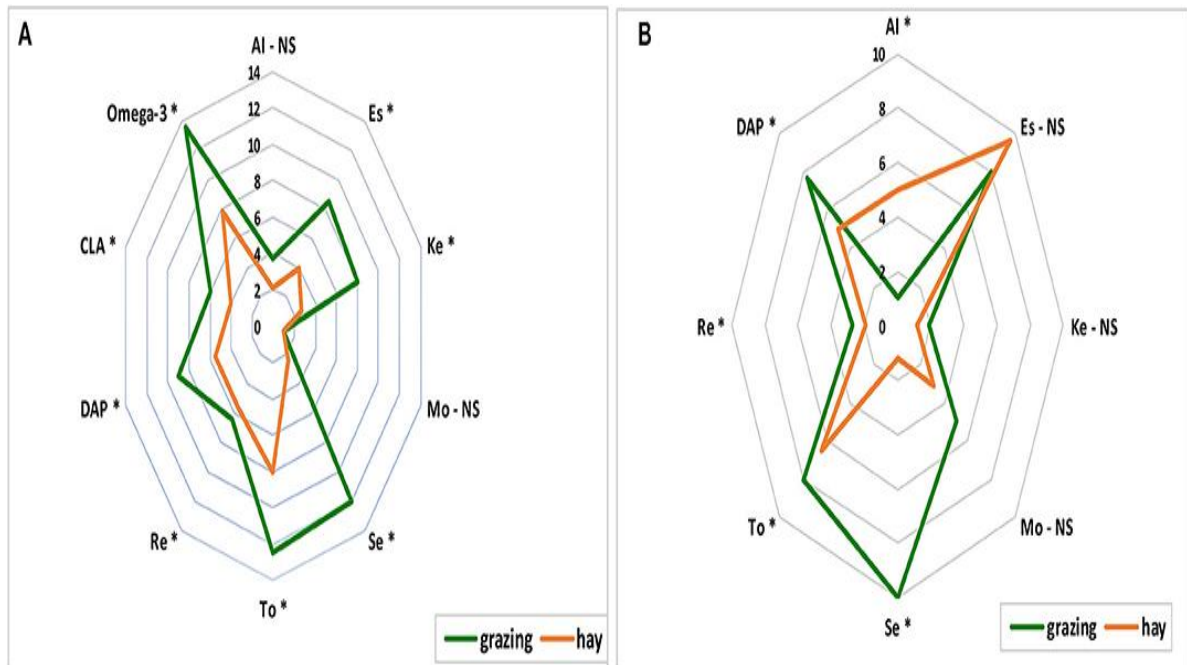 A
AI - NS
14
12
10
8
6
4
2
0
Omega-3 *
Es *
CLA *
Ke *
DAP *
Mo - NS
Re *
Se *
To *
grazing
hay
B
AI *
10
8
6
4
2
0
DAP *
Es - NS
Re *
Ke - NS
To *
Mo - NS
Se *
grazing
hay